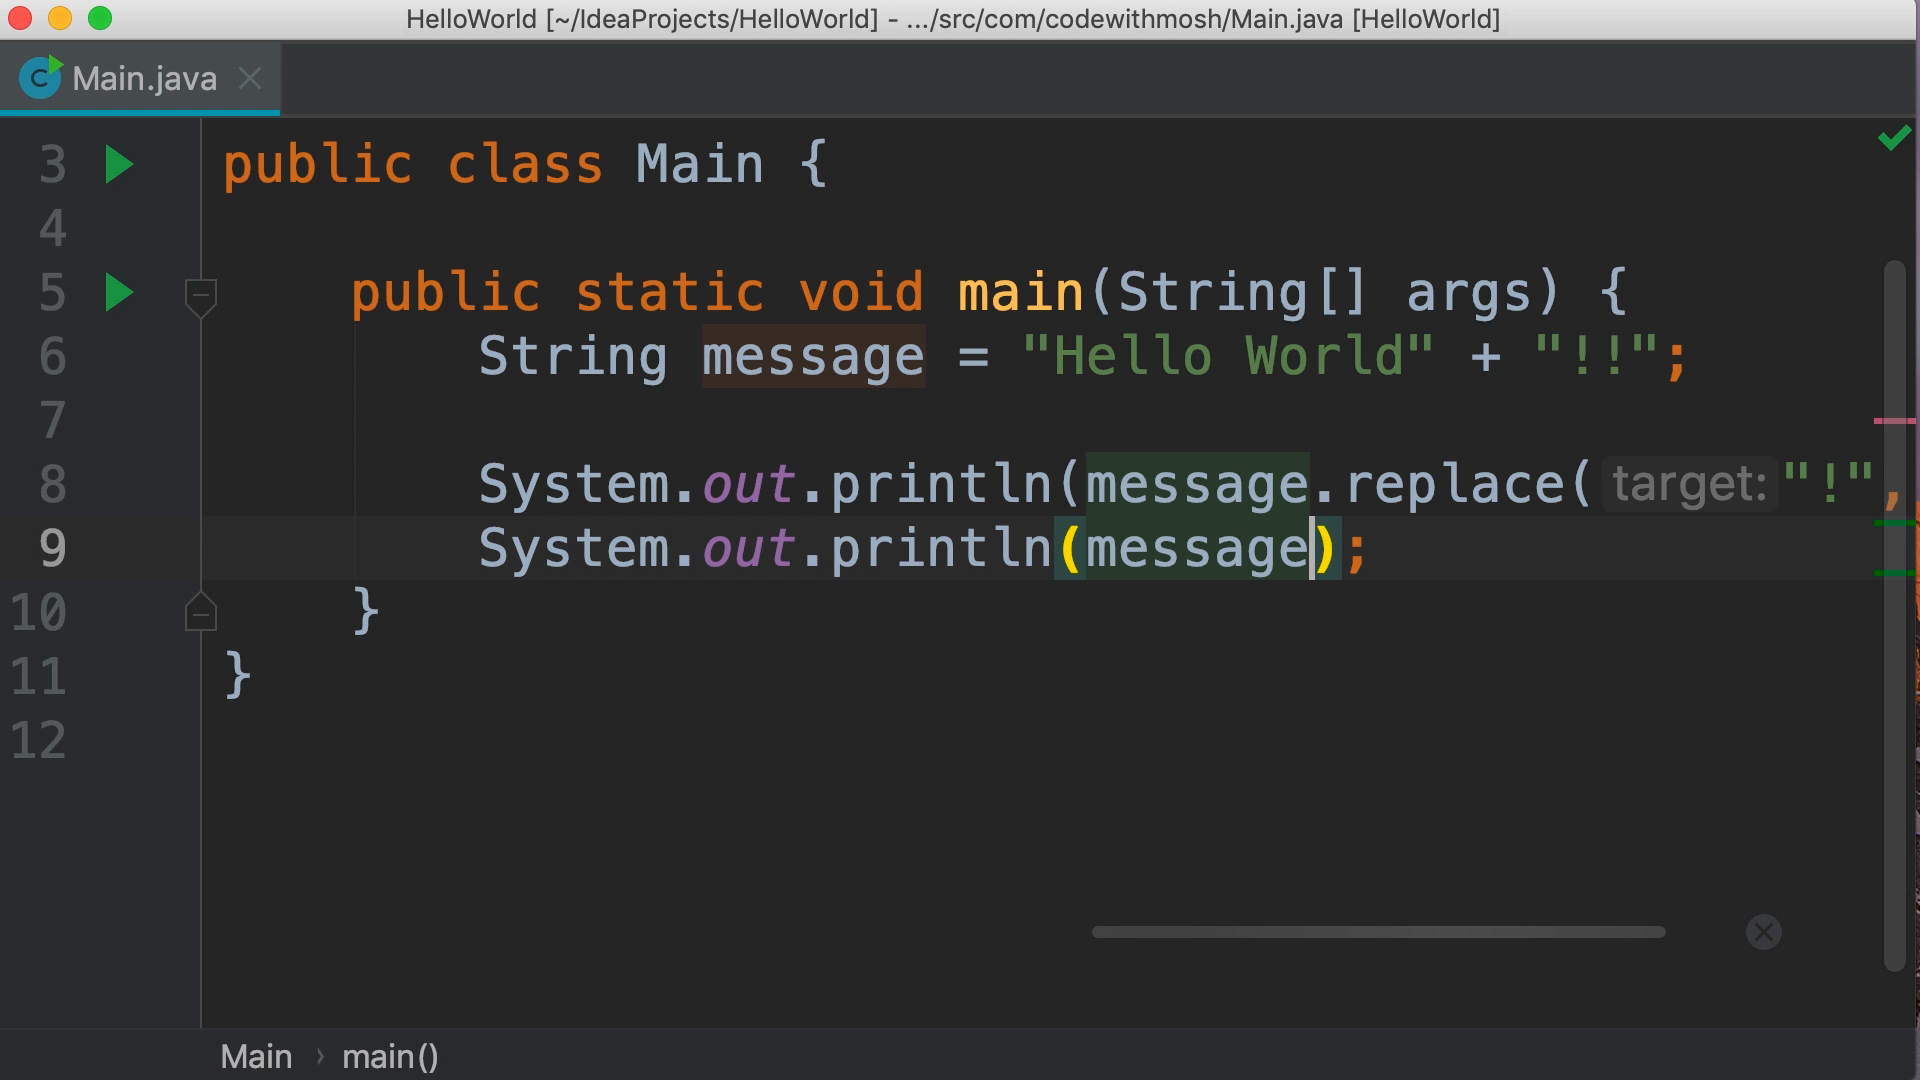 HelloWorld [~/IdeaProjects/HelloWorld] - .../src/com/codewithmosh/Main.java [HelloWorld]
Main.java
3 public class Main {
4
5 public static void main(String[] args) {
6 String message = "Hello World" + "!!";
7
8 System.out.println(message.replace( target: "!",
9 System.out.println(message);
10 }
11 }
12
Main › main()